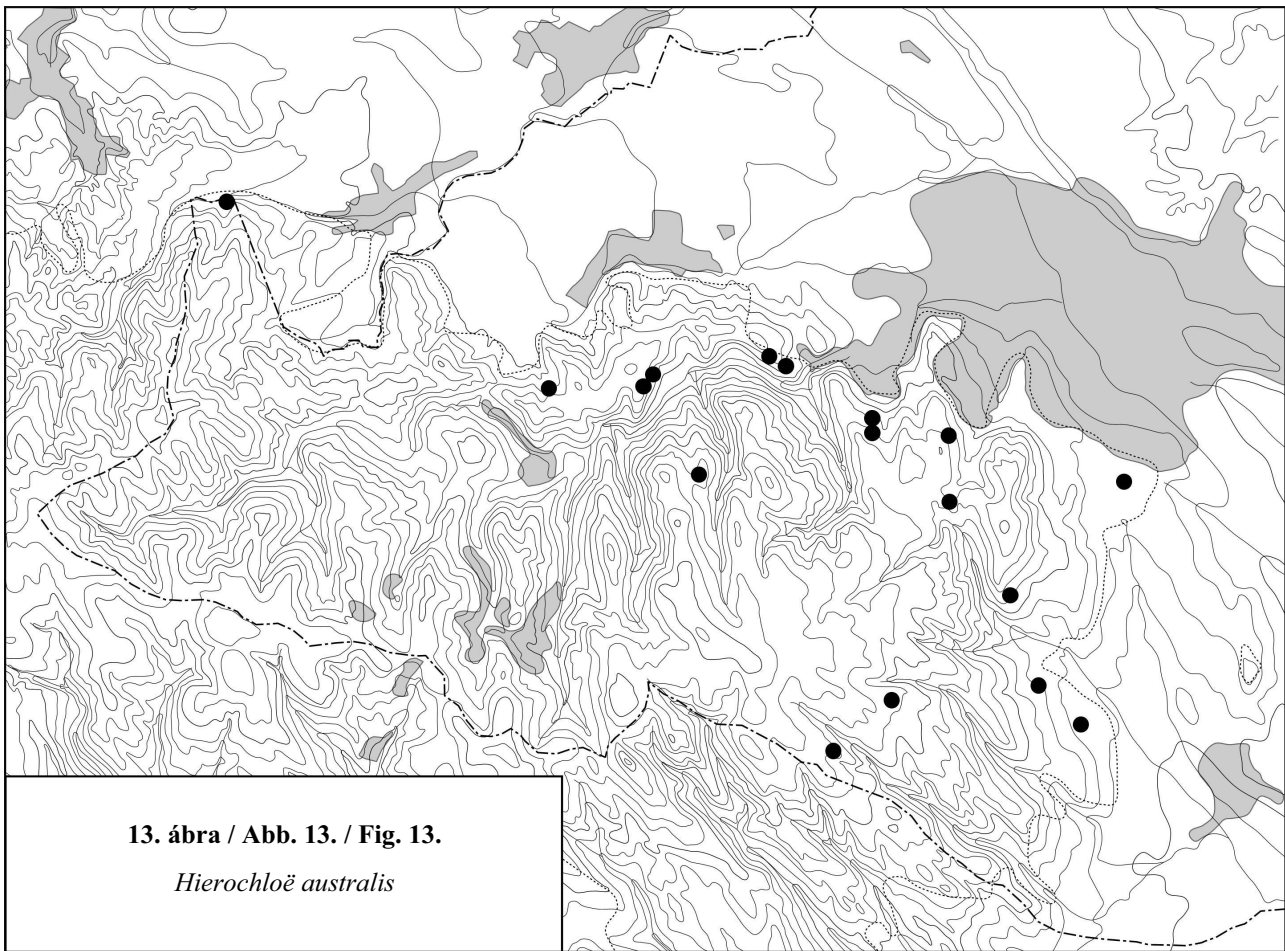 13. ábra / Abb. 13. / Fig. 13.
Hierochloë australis